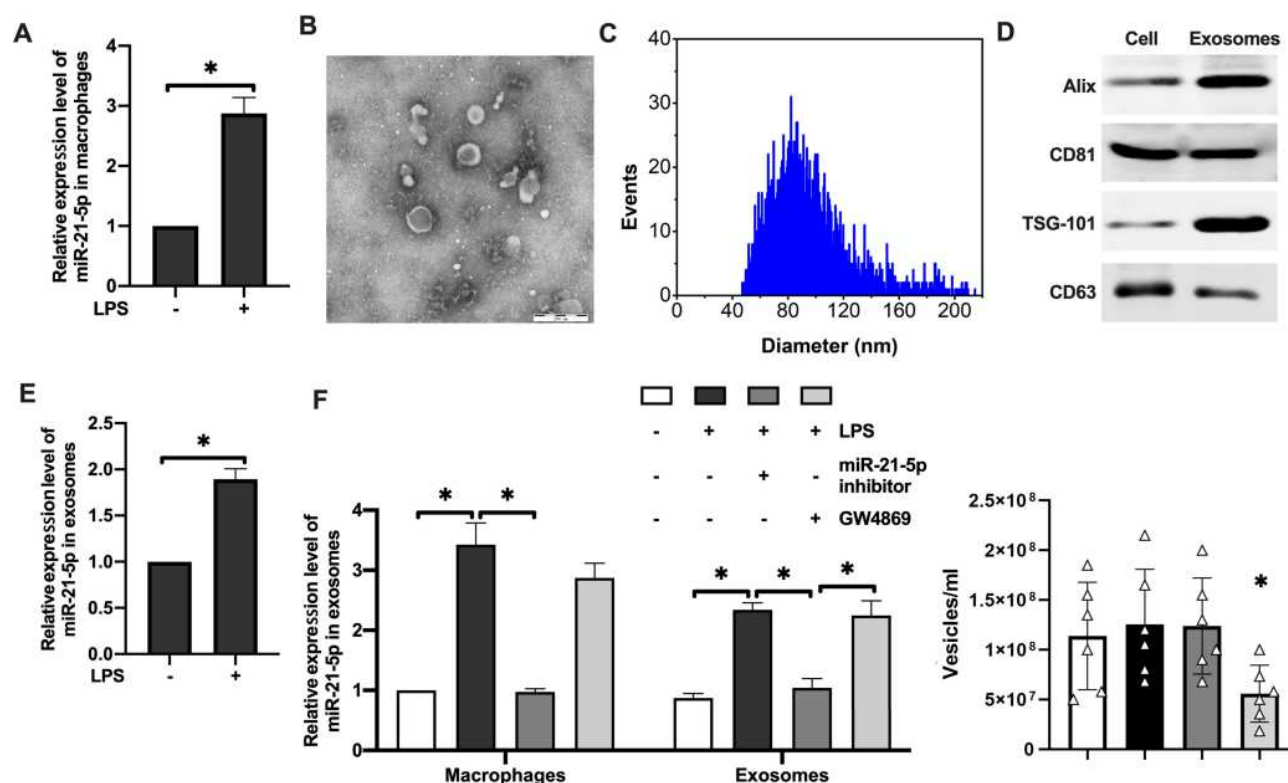 A
Relative expression level of
miR-21-5p in macrophages
4
3
2
1
0
*
LPS
-
+
B
C
40
30
20
10
0
Events
0
40
80
120
160
200
Diameter (nm)
D
Cell
Exosomes
Alix
CD81
TSG-101
CD63
E
Relative expression level of
miR-21-5p in exosomes
2.5
2.0
1.5
1.0
0.5
0.0
*
LPS
-
+
F
- + + + LPS
- - + - miR-21-5p
inhibitor
- - - + GW4869
Relative expression level of
miR-21-5p in exosomes
4
3
2
1
0
* *
* * *
Macrophages
Exosomes
Vesicles/ml
2.5×10⁸
2×10⁸
1.5×10⁸
1×10⁸
5×10⁷
0
*